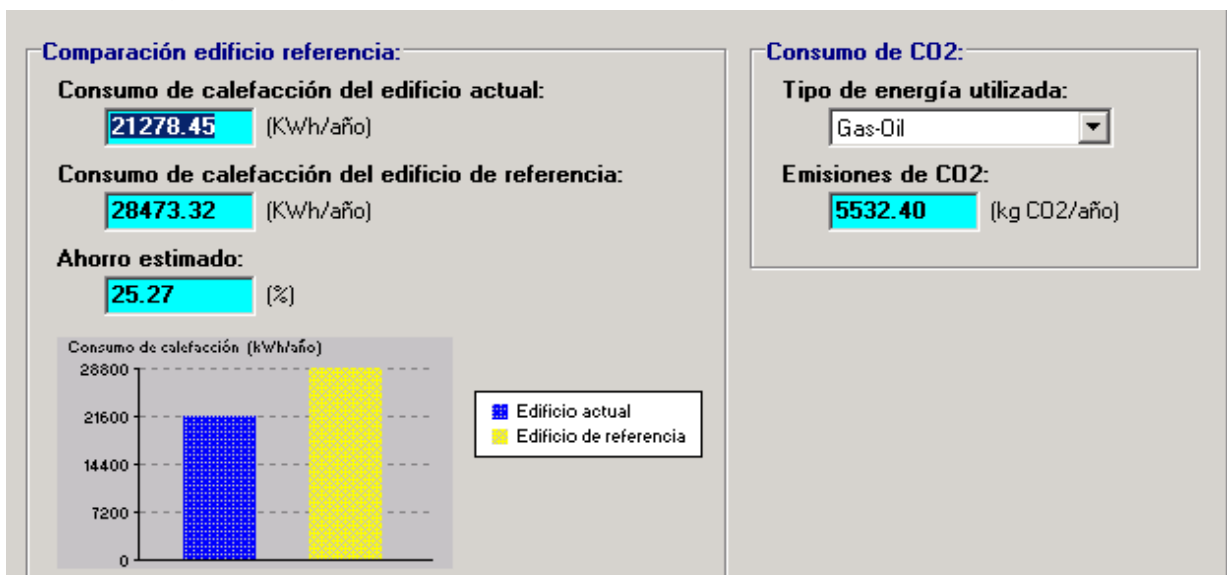 Comparación edificio referencia:
Consumo de calefacción del edificio actual:
21278.45 (KWh/año)
Consumo de calefacción del edificio de referencia:
28473.32 (KWh/año)
Ahorro estimado:
25.27 (%)
Consumo de calefacción (kWh/año)
28800
21600
14400
7200
0
Edificio actual
Edificio de referencia
Consumo de CO2:
Tipo de energía utilizada:
Gas-Oil
Emisiones de CO2:
5532.40 (kg CO2/año)